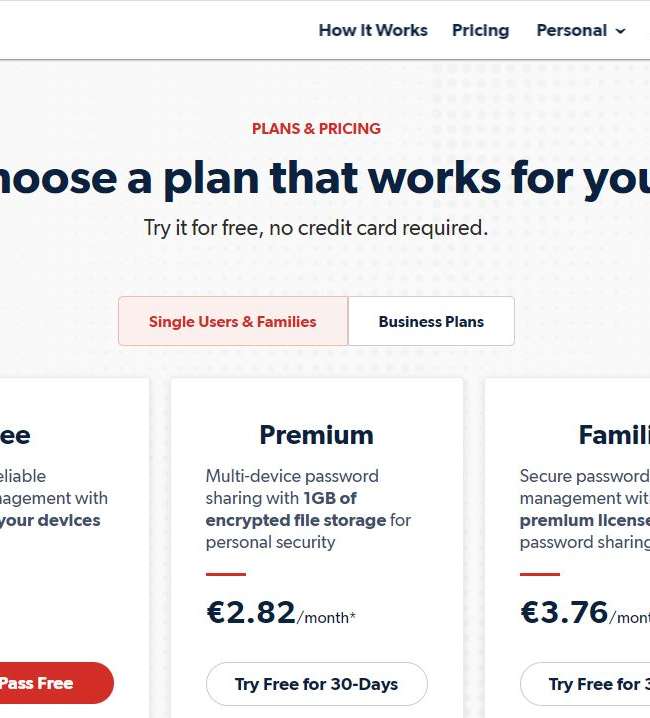 How it Works Pricing Personal
PLANS & PRICING
hoose a plan that works for you
Try it for free, no credit card required.
Single Users & Families Business Plans
ee
eliable
nagement with
your devices
Pass Free
Premium
Multi-device password
sharing with 1GB of
encrypted file storage for
personal security
€2.82/month*
Try Free for 30-Days
Famili
Secure password
management wit
premium license
password sharing
€3.76/mont
Try Free for 3